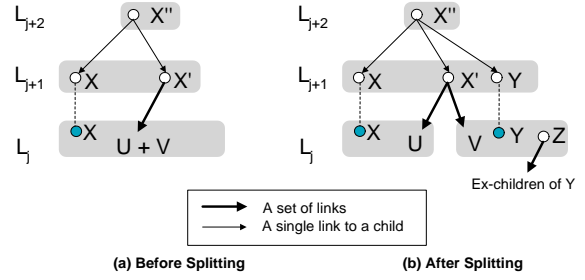 L_{j+2} X" L_{j+2} X"
L_{j+1} X X' L_{j+1} X X' Y
X X Y Z
L_j U + V L_j U V
Ex-children of Y
A set of links
A single link to a child
(a) Before Splitting (b) After Splitting